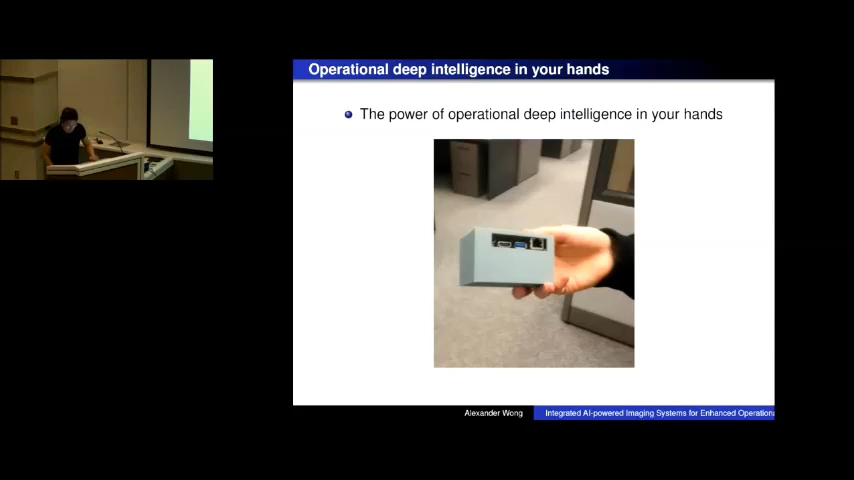 Operational deep intelligence in your hands
The power of operational deep intelligence in your hands
Alexander Wong
Integrated AI-powered Imaging Systems for Enhanced